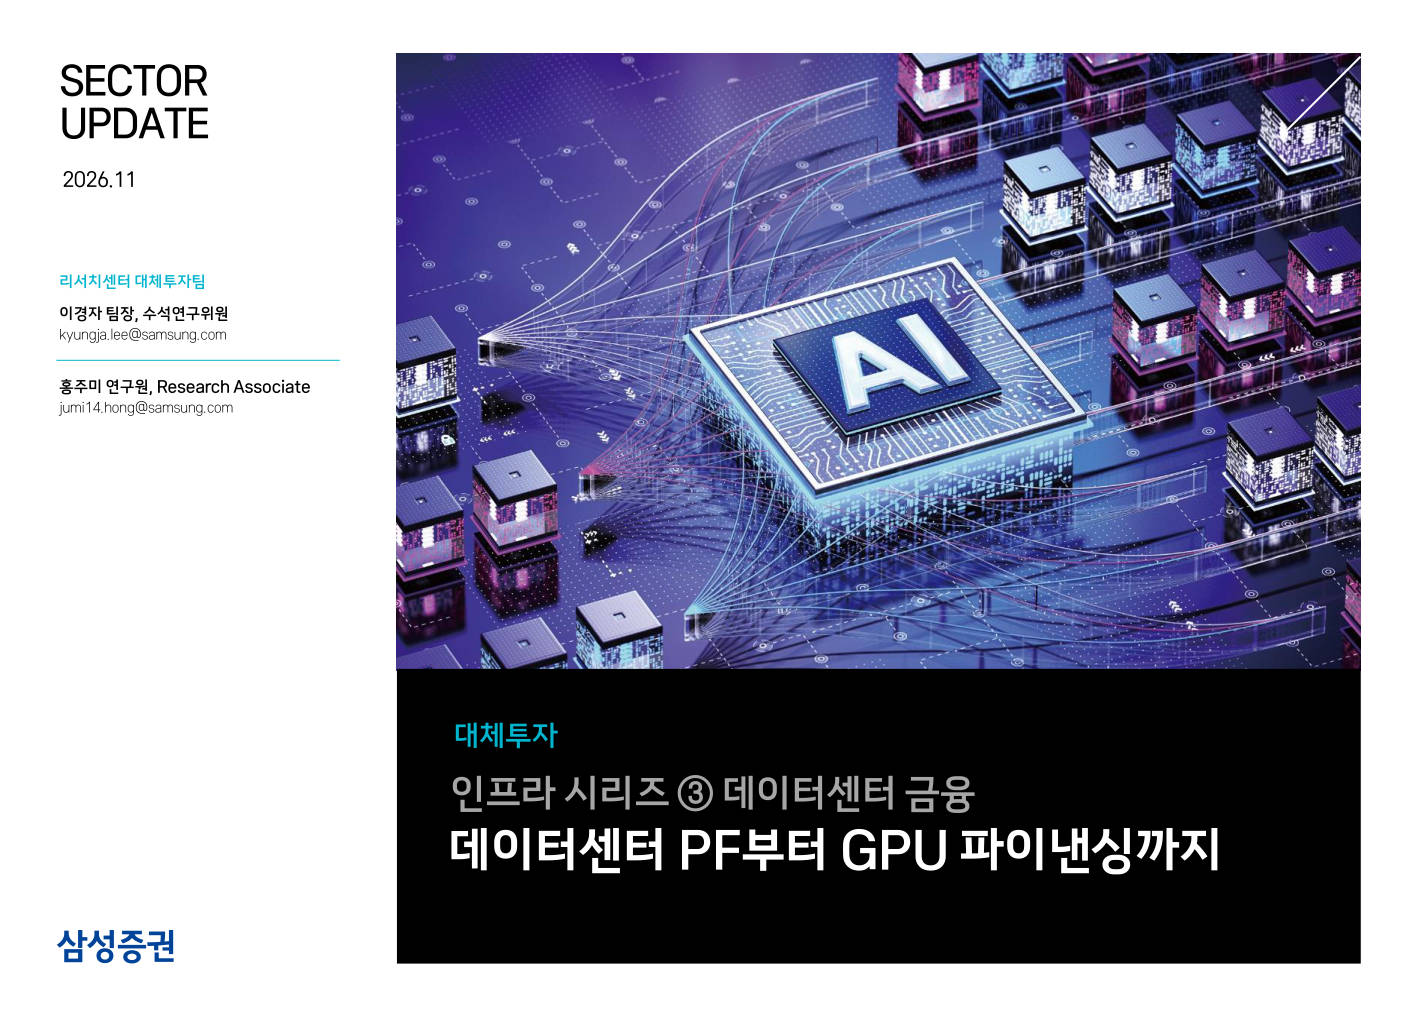 SECTOR
UPDATE
2026.11
리서치센터 대체투자팀
이경자 팀장, 수석연구위원
kyungja.lee@samsung.com
홍주미 연구원, Research Associate
jumi14.hong@samsung.com
삼성증권
AI
대체투자
인프라 시리즈 ③ 데이터센터 금융
데이터센터 PF부터 GPU 파이낸싱까지